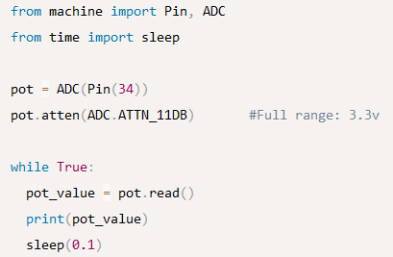 from machine import Pin, ADC
from time import sleep
pot = ADC(Pin(34))
pot.atten(ADC.ATTN_11DB)       #Full range: 3.3v
while True:
  pot_value = pot.read()
  print(pot_value)
  sleep(0.1)